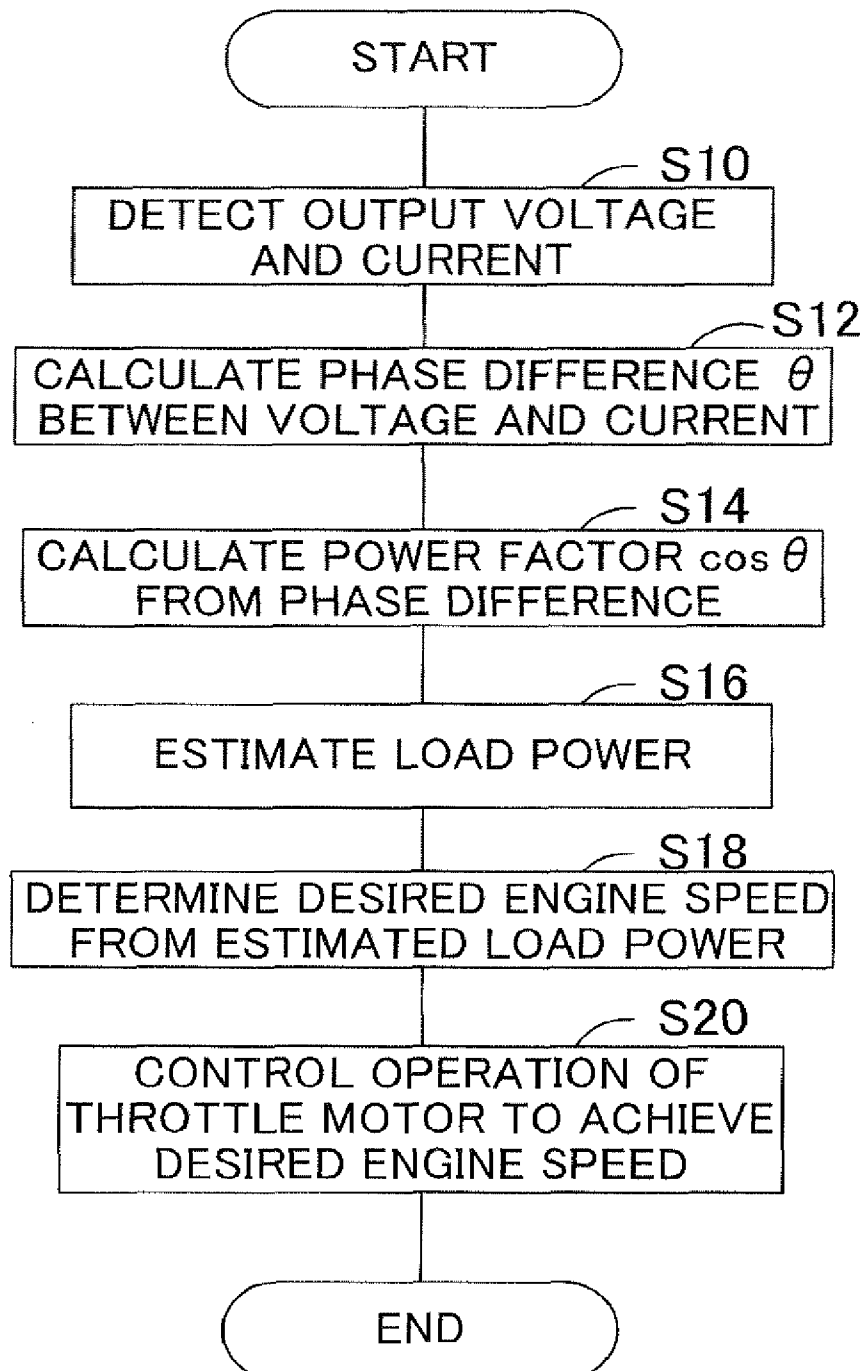 START
S10
DETECT OUTPUT VOLTAGE
AND CURRENT
S12
CALCULATE PHASE DIFFERENCE θ
BETWEEN VOLTAGE AND CURRENT
S14
CALCULATE POWER FACTOR cos θ
FROM PHASE DIFFERENCE
S16
ESTIMATE LOAD POWER
S18
DETERMINE DESIRED ENGINE SPEED
FROM ESTIMATED LOAD POWER
S20
CONTROL OPERATION OF
THROTTLE MOTOR TO ACHIEVE
DESIRED ENGINE SPEED
END